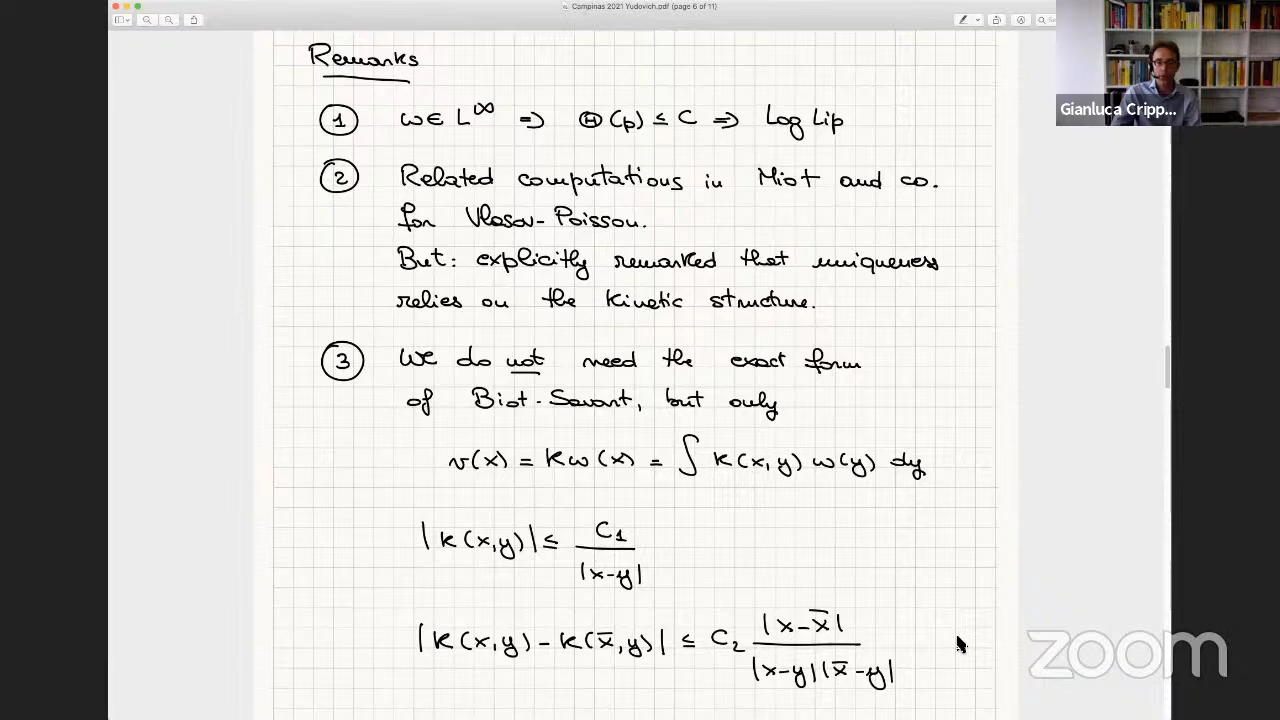 Campinas 2021 Yudovich.pdf (page 6 of 11)
Remarks
① ω ∈ L^∞ ⇒ Θ(p) ≤ C ⇒ Log Lip
② Related computations in Miot and co.
for Vlasov-Poisson.
But: explicitly remarked that uniqueness
relies on the kinetic structure.
③ We do not need the exact form
of Biot-Savart, but only
v(x) = Kω(x) = ∫ K(x,y) ω(y) dy
|K(x,y)| ≤ C₁ / |x-y|
|K(x,y) - K(x̄,y)| ≤ C₂ |x-x̄| / |x-y||x̄-y|
Gianluca Cripp...
zoom